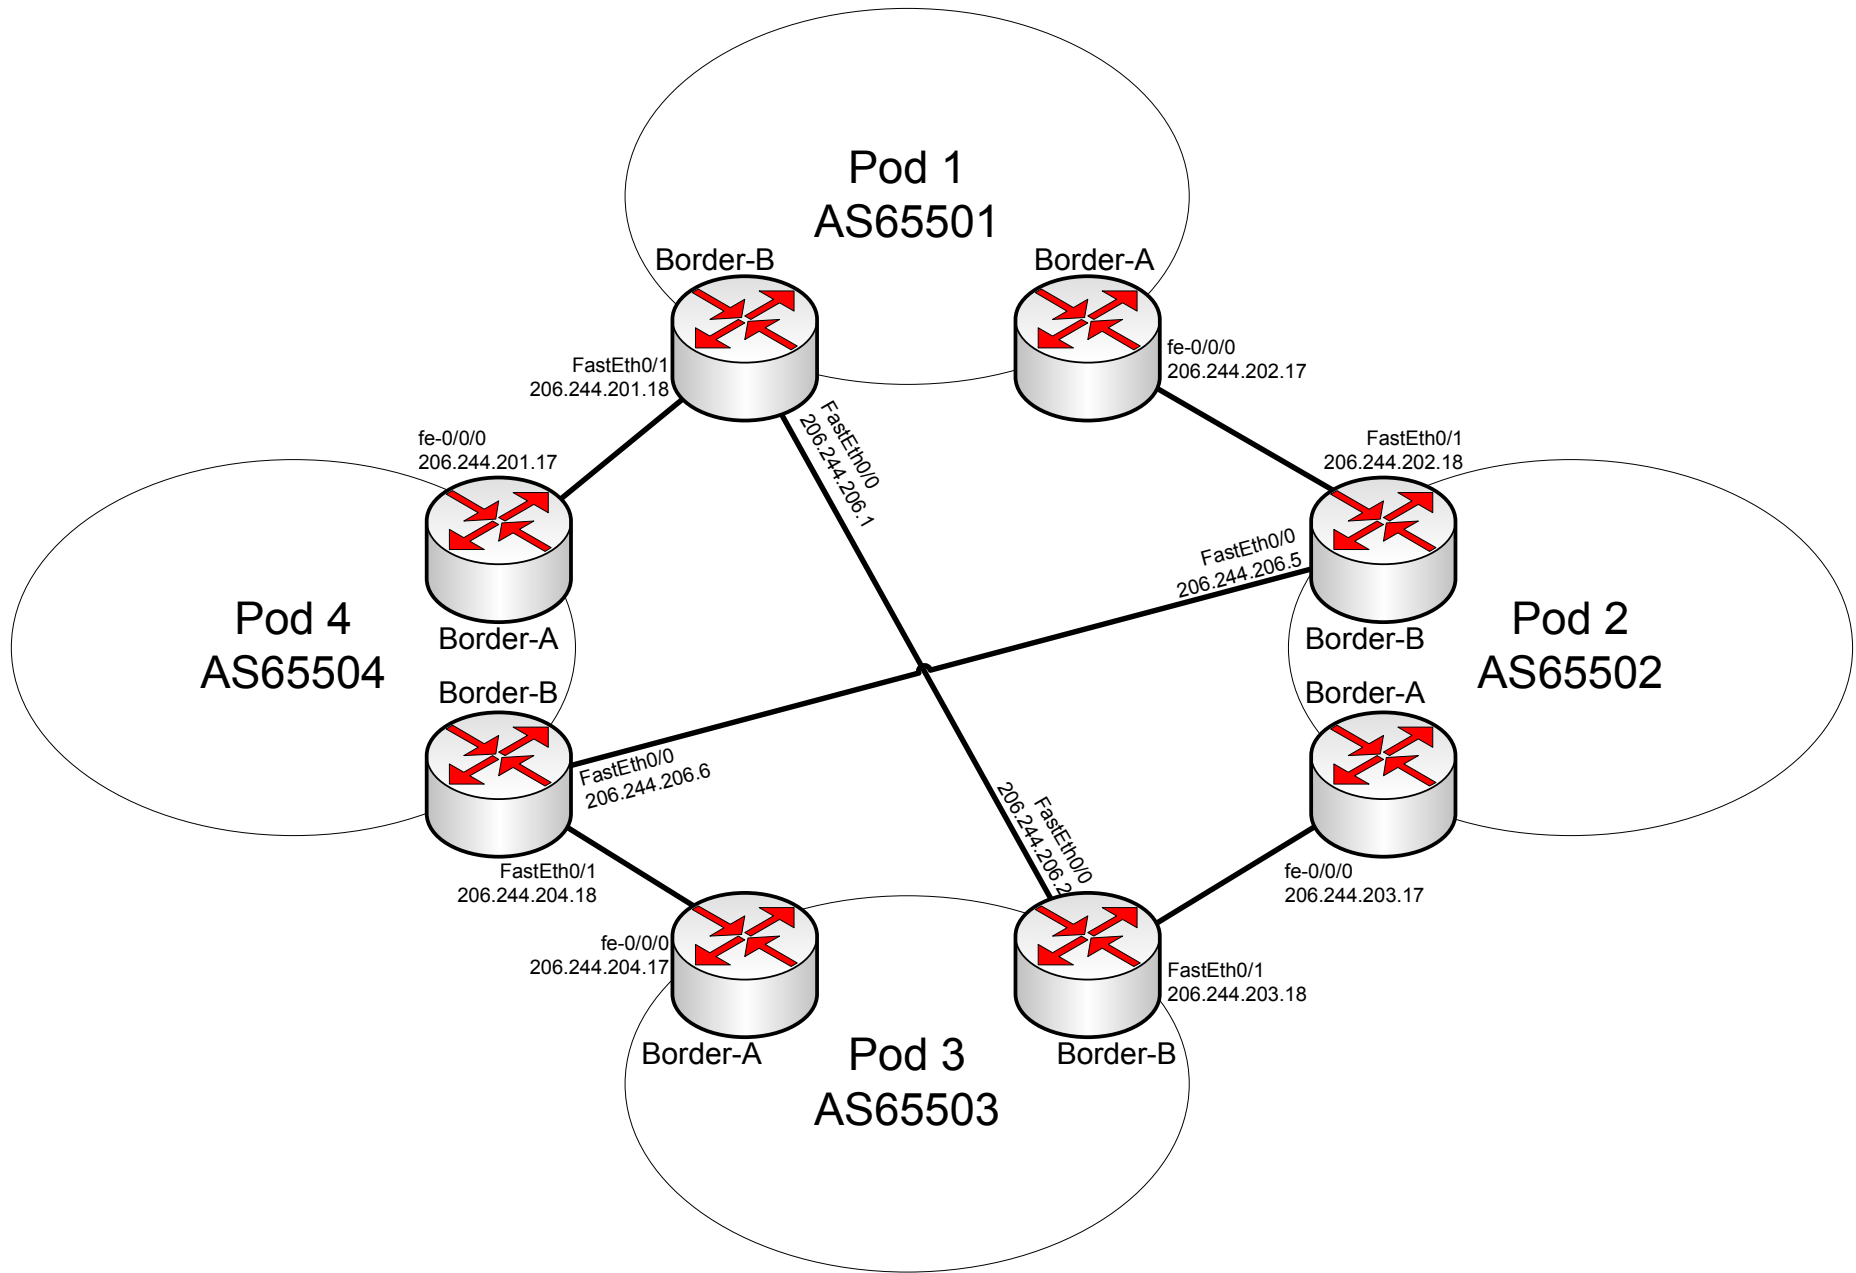 Pod 1
AS65501
Border-B
Border-A
FastEth0/1
206.244.201.18
fe-0/0/0
206.244.202.17
FastEth0/0
206.244.206.1
fe-0/0/0
206.244.201.17
FastEth0/1
206.244.202.18
FastEth0/0
206.244.206.5
Pod 4
AS65504
Border-A
Border-B
Pod 2
AS65502
Border-B
Border-A
FastEth0/0
206.244.206.6
FastEth0/0
206.244.206.2
FastEth0/1
206.244.204.18
fe-0/0/0
206.244.203.17
fe-0/0/0
206.244.204.17
FastEth0/1
206.244.203.18
Border-A
Border-B
Pod 3
AS65503